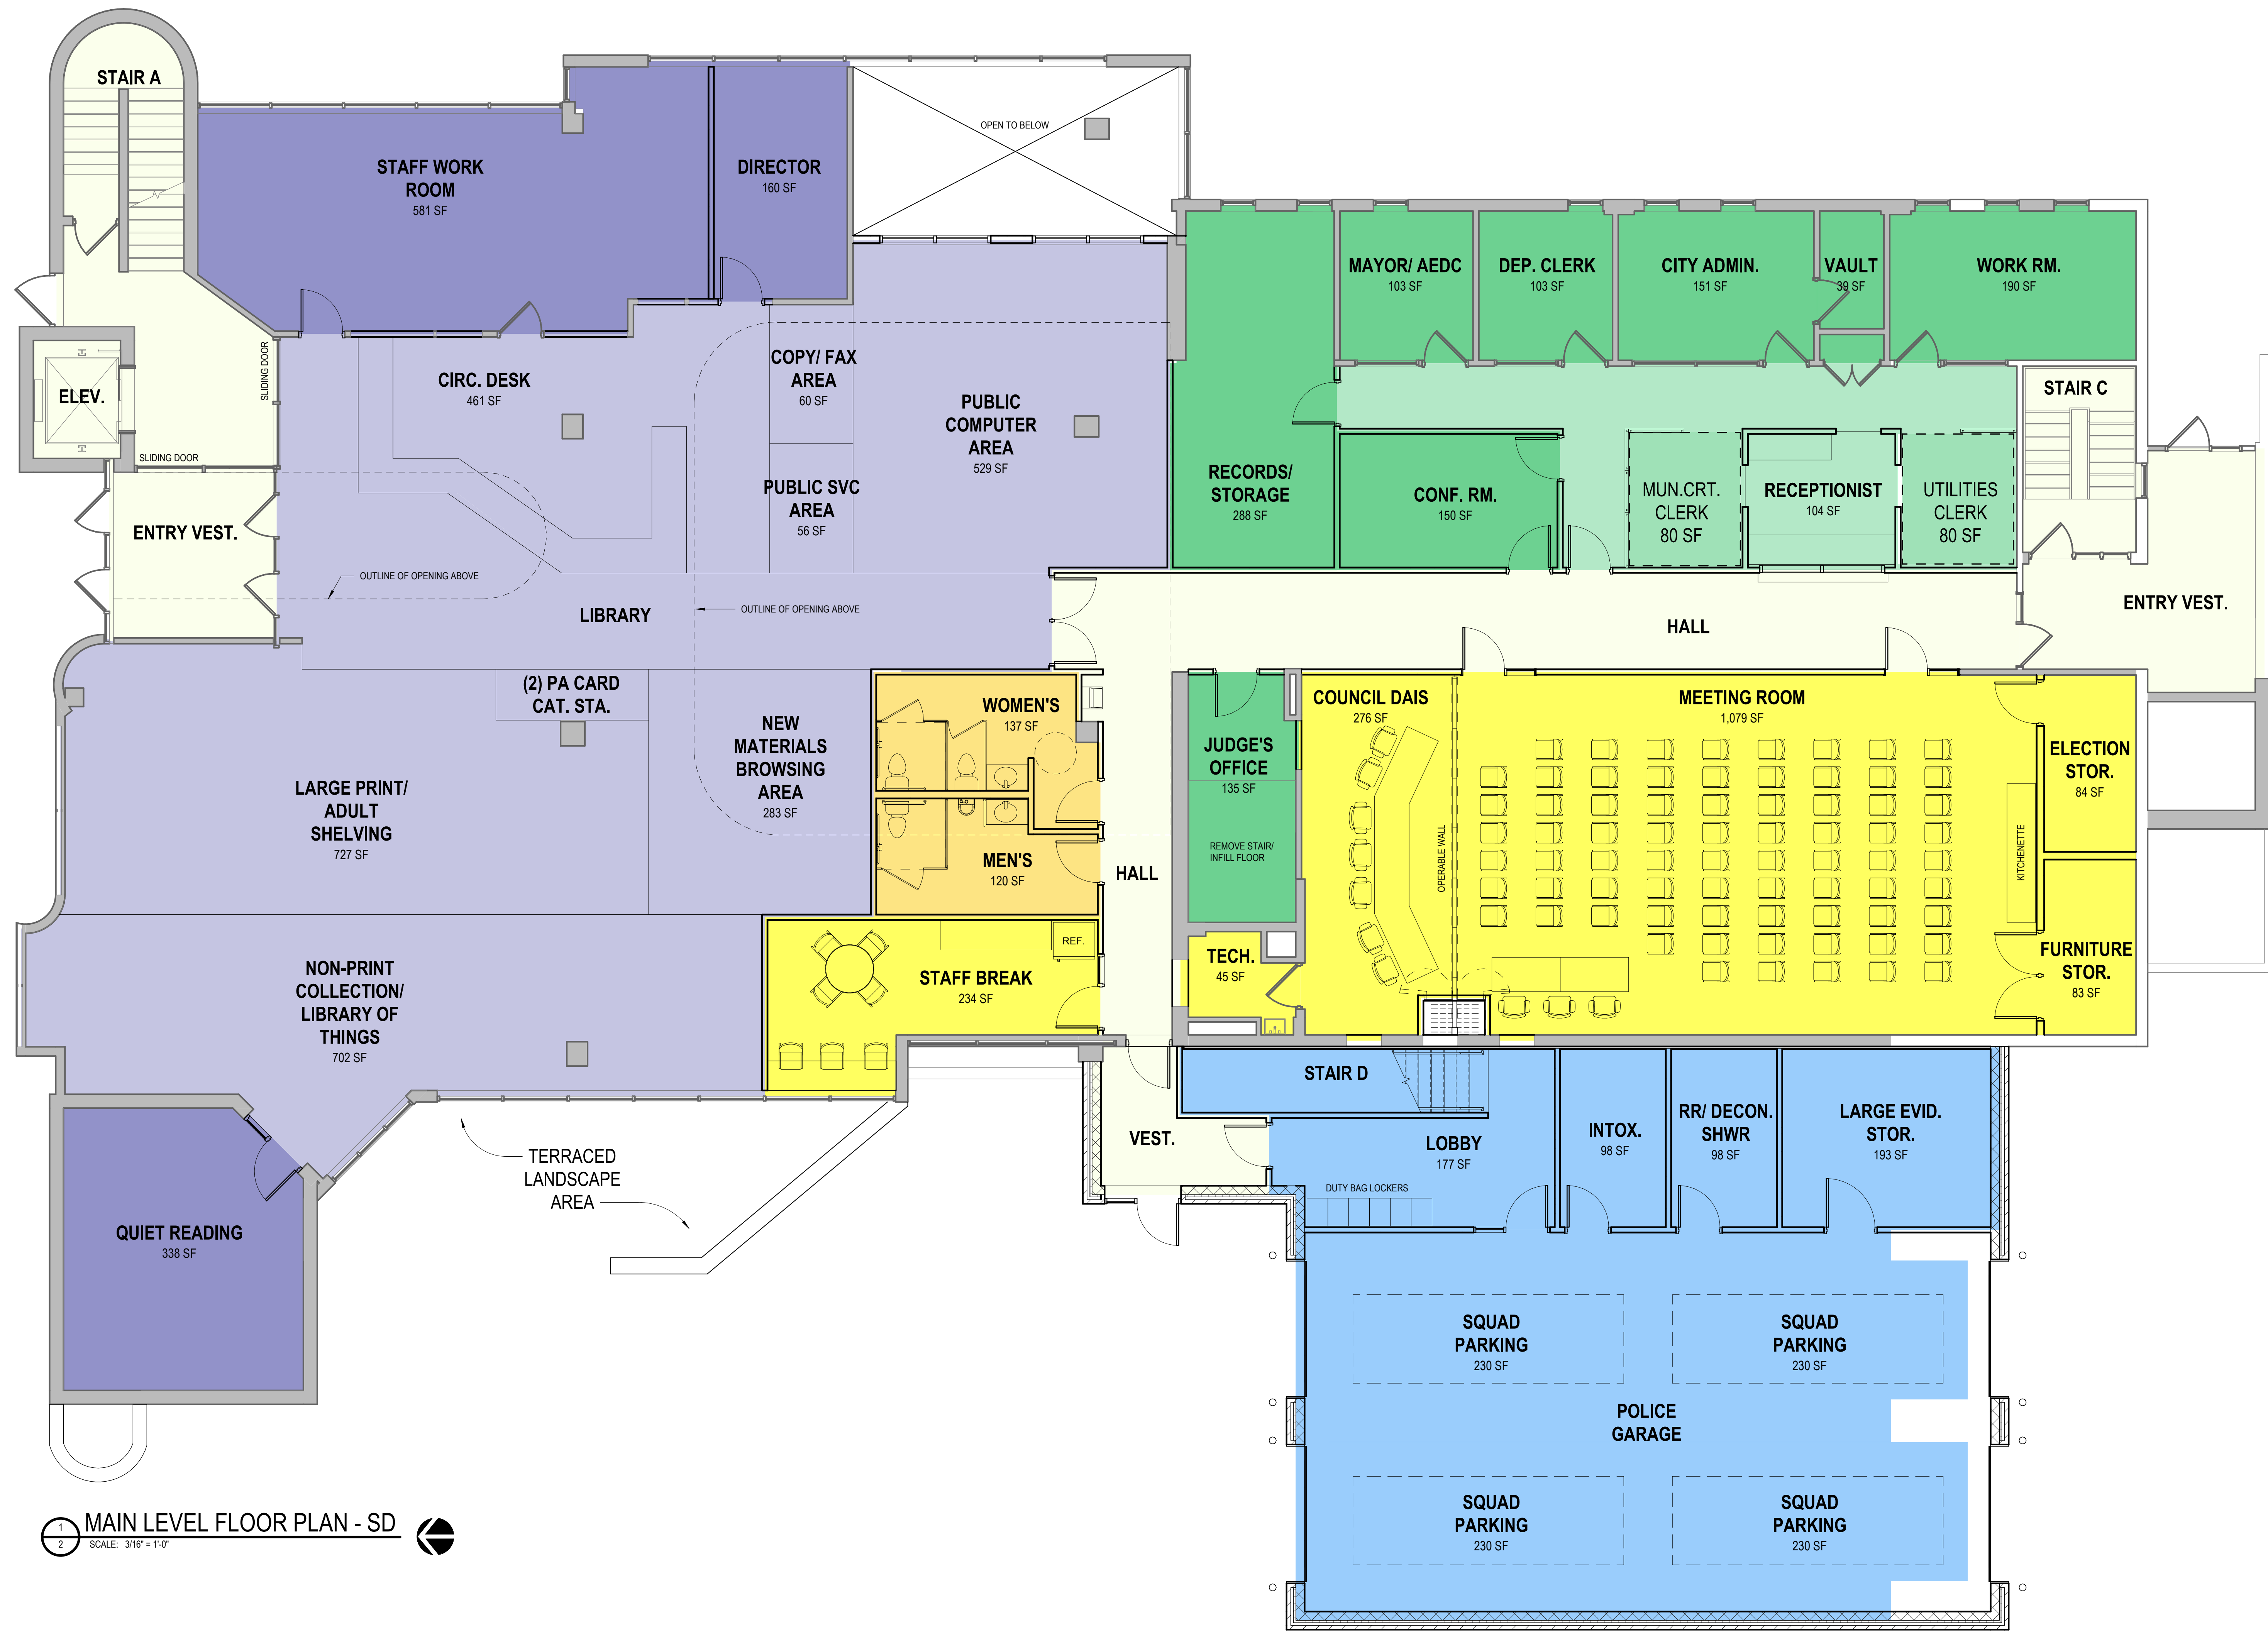 STAIR A
STAFF WORK
ROOM
581 SF
DIRECTOR
160 SF
OPEN TO BELOW
MAYOR/ AEDC
103 SF
DEP. CLERK
103 SF
CITY ADMIN.
151 SF
VAULT
39 SF
WORK RM.
190 SF
ELEV.
SLIDING DOOR
SLIDING DOOR
CIRC. DESK
461 SF
COPY/ FAX
AREA
60 SF
PUBLIC
COMPUTER
AREA
529 SF
STAIR C
RECORDS/
STORAGE
288 SF
CONF. RM.
150 SF
MUN.CRT.
CLERK
80 SF
RECEPTIONIST
104 SF
UTILITIES
CLERK
80 SF
ENTRY VEST.
PUBLIC SVC
AREA
56 SF
OUTLINE OF OPENING ABOVE
OUTLINE OF OPENING ABOVE
LIBRARY
HALL
ENTRY VEST.
(2) PA CARD
CAT. STA.
NEW
MATERIALS
BROWSING
AREA
283 SF
WOMEN'S
137 SF
MEN'S
120 SF
HALL
JUDGE'S
OFFICE
135 SF
REMOVE STAIR/
INFILL FLOOR
COUNCIL DAIS
276 SF
OPERABLE WALL
MEETING ROOM
1,079 SF
KITCHENETTE
ELECTION
STOR.
84 SF
FURNITURE
STOR.
83 SF
LARGE PRINT/
ADULT
SHELVING
727 SF
NON-PRINT
COLLECTION/
LIBRARY OF
THINGS
702 SF
REF.
STAFF BREAK
234 SF
TECH.
45 SF
STAIR D
VEST.
LOBBY
177 SF
DUTY BAG LOCKERS
INTOX.
98 SF
RR/ DECON.
SHWR
98 SF
LARGE EVID.
STOR.
193 SF
TERRACED
LANDSCAPE
AREA
QUIET READING
338 SF
SQUAD
PARKING
230 SF
SQUAD
PARKING
230 SF
POLICE
GARAGE
SQUAD
PARKING
230 SF
SQUAD
PARKING
230 SF
1
2
MAIN LEVEL FLOOR PLAN - SD
SCALE: 3/16" = 1'-0"